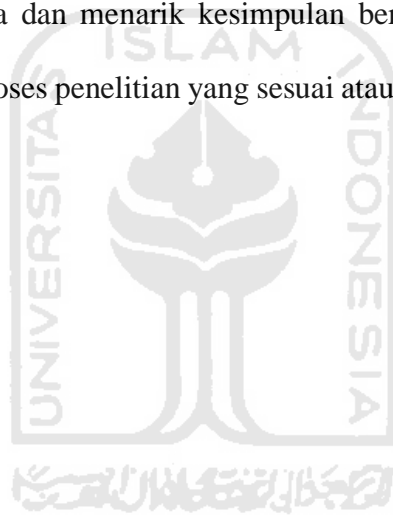 a dan menarik kesimpulan ber
oses penelitian yang sesuai atau
ISLAM
UNIVERSITAS
INDONESIA